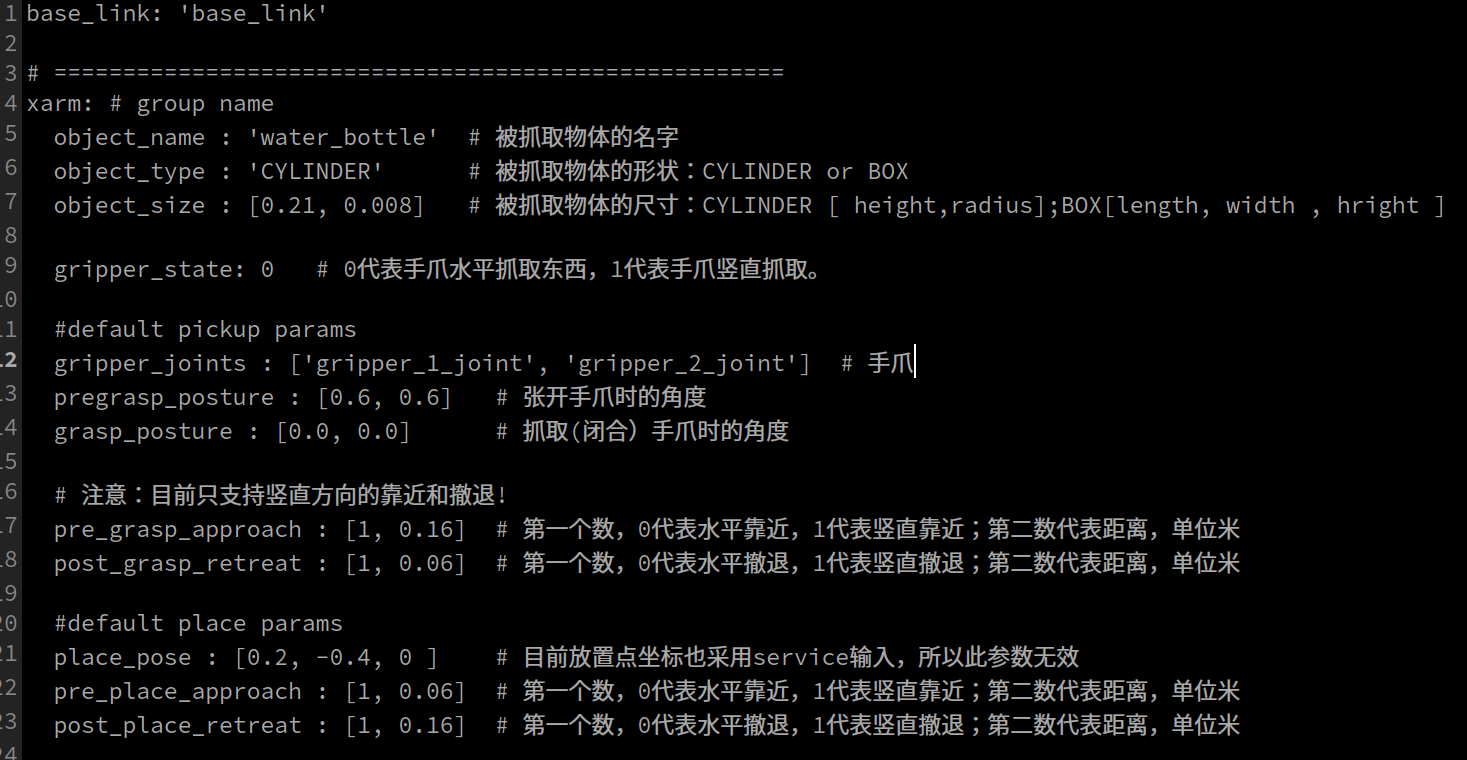 1 base_link: 'base_link'
2
3 # =====================================================
4 xarm: # group name
5 object_name : 'water_bottle' # 被抓取物体的名字
6 object_type : 'CYLINDER' # 被抓取物体的形状：CYLINDER or BOX
7 object_size : [0.21, 0.008] # 被抓取物体的尺寸：CYLINDER [ height,radius];BOX[length, width , hright ]
8
9 gripper_state: 0 # 0代表手爪水平抓取东西，1代表手爪竖直抓取。
10
11 #default pickup params
12 gripper_joints : ['gripper_1_joint', 'gripper_2_joint'] # 手爪
13 pregrasp_posture : [0.6, 0.6] # 张开手爪时的角度
14 grasp_posture : [0.0, 0.0] # 抓取(闭合）手爪时的角度
15
16 # 注意：目前只支持竖直方向的靠近和撤退!
17 pre_grasp_approach : [1, 0.16] # 第一个数，0代表水平靠近，1代表竖直靠近；第二数代表距离，单位米
18 post_grasp_retreat : [1, 0.06] # 第一个数，0代表水平撤退，1代表竖直撤退；第二数代表距离，单位米
19
20 #default place params
21 place_pose : [0.2, -0.4, 0 ] # 目前放置点坐标也采用service输入，所以此参数无效
22 pre_place_approach : [1, 0.06] # 第一个数，0代表水平靠近，1代表竖直靠近；第二数代表距离，单位米
23 post_place_retreat : [1, 0.16] # 第一个数，0代表水平撤退，1代表竖直撤退；第二数代表距离，单位米
24